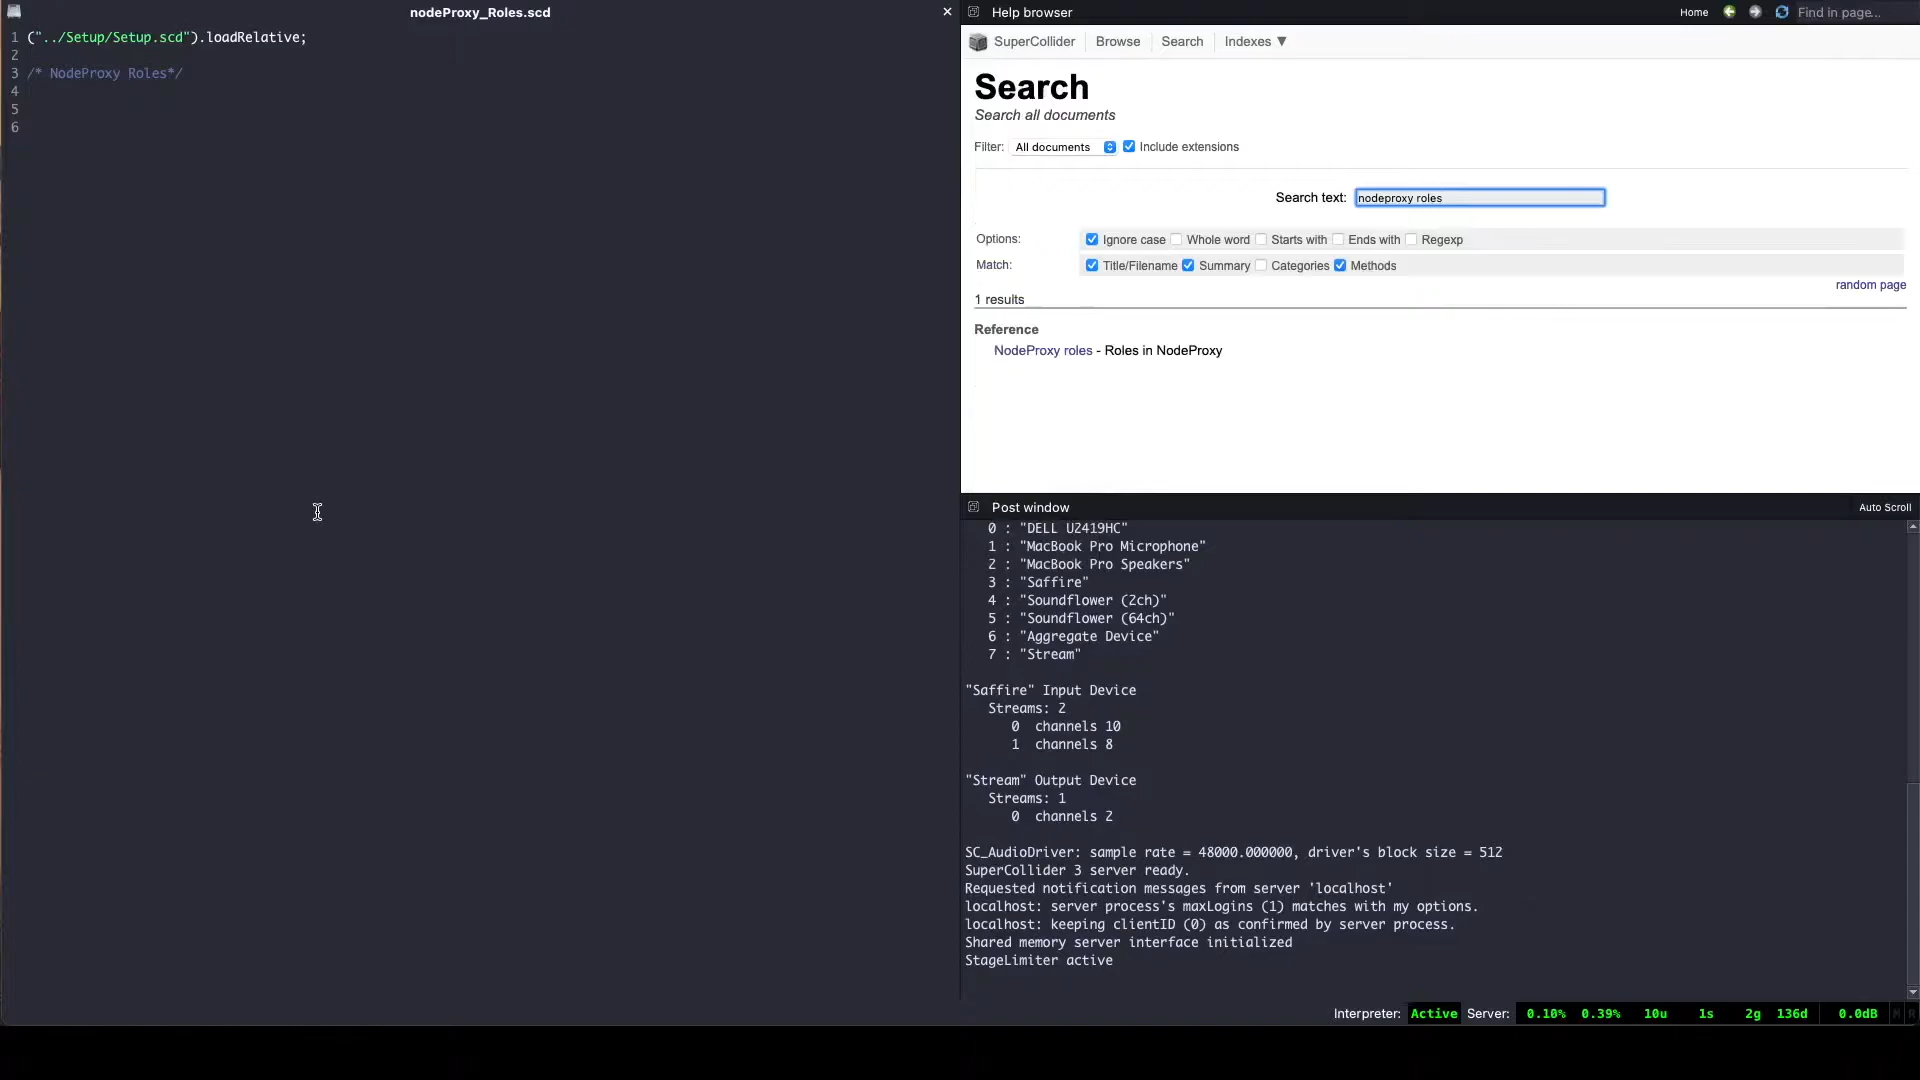 nodeProxy_Roles.scd
1 ("../Setup/Setup.scd").loadRelative;
2
3 /* NodeProxy Roles*/
4
5
6
Help browser
Home
Find in page...
SuperCollider
Browse
Search
Indexes ▼
Search
Search all documents
Filter: All documents Include extensions
Search text: nodeproxy roles
Options: Ignore case Whole word Starts with Ends with Regexp
Match: Title/Filename Summary Categories Methods
random page
1 results
Reference
NodeProxy roles - Roles in NodeProxy
Post window
Auto Scroll
0 : "DELL U2419HC"
1 : "MacBook Pro Microphone"
2 : "MacBook Pro Speakers"
3 : "Saffire"
4 : "Soundflower (2ch)"
5 : "Soundflower (64ch)"
6 : "Aggregate Device"
7 : "Stream"
"Saffire" Input Device
Streams: 2
0 channels 10
1 channels 8
"Stream" Output Device
Streams: 1
0 channels 2
SC_AudioDriver: sample rate = 48000.000000, driver's block size = 512
SuperCollider 3 server ready.
Requested notification messages from server 'localhost'
localhost: server process's maxLogins (1) matches with my options.
localhost: keeping clientID (0) as confirmed by server process.
Shared memory server interface initialized
StageLimiter active
Interpreter: Active Server: 0.10% 0.39% 10u 1s 2g 136d 0.0dB M R